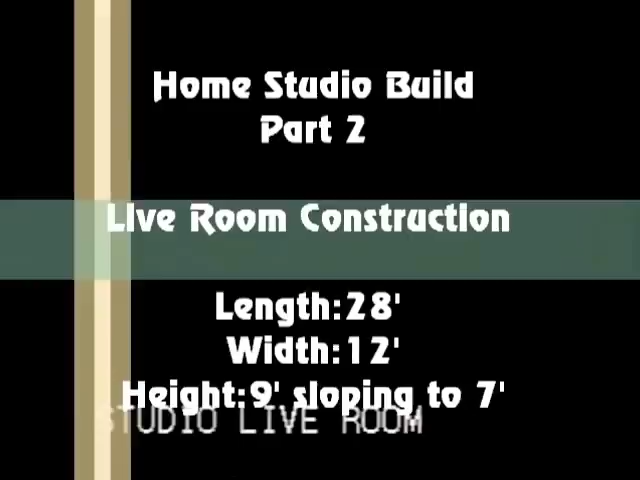 Home Studio Build
Part 2
Live Room Construction
Length:28'
Width:12'
Height:9' sloping to 7'
STUDIO LIVE ROOM